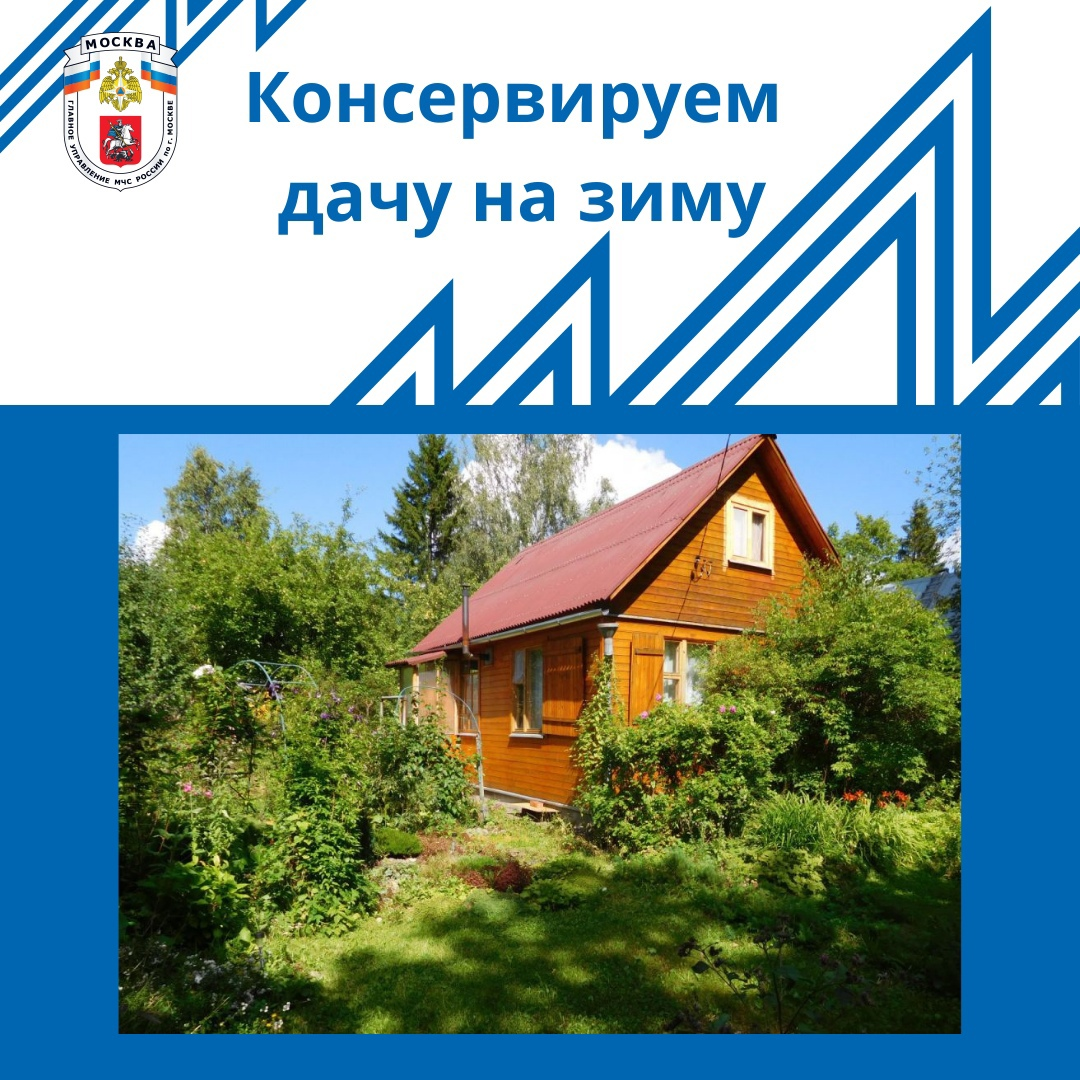 МОСКВА
ГЛАВНОЕ УПРАВЛЕНИЕ МЧС РОССИИ по г. МОСКВЕ
Консервируем
дачу на зиму